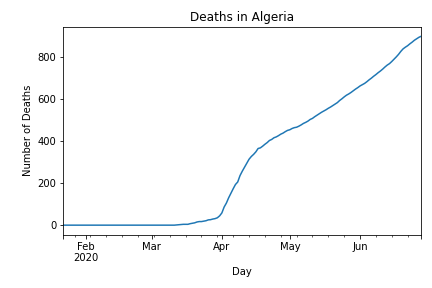 Deaths in Algeria
Number of Deaths
800
600
400
200
0
Feb
2020
Mar
Apr
May
Jun
Day